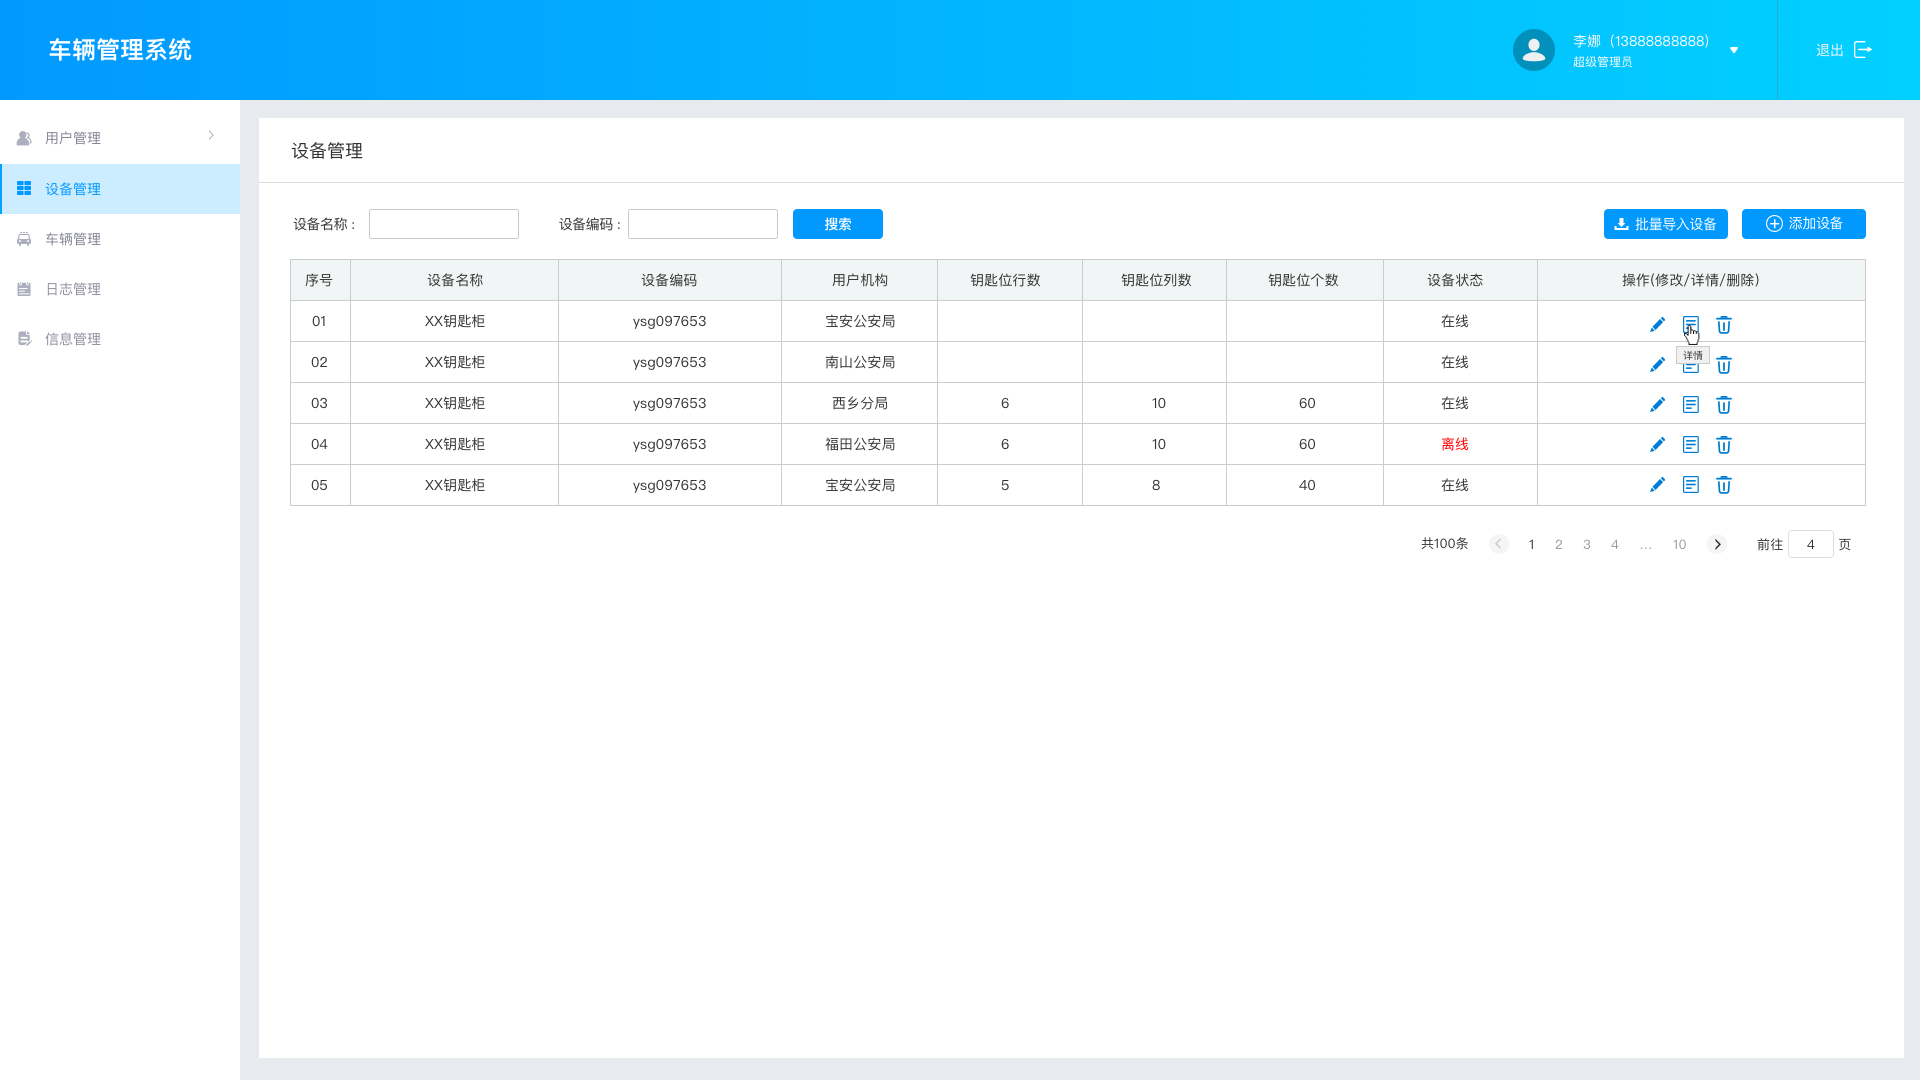 车辆管理系统
李娜（13888888888）
超级管理员
退出
用户管理
设备管理
车辆管理
日志管理
信息管理
设备管理
设备名称： 设备编码： 搜索 批量导入设备 添加设备
序号 设备名称 设备编码 用户机构 钥匙位行数 钥匙位列数 钥匙位个数 设备状态 操作(修改/详情/删除)
01 XX钥匙柜 ysg097653 宝安公安局 在线
详情
02 XX钥匙柜 ysg097653 南山公安局 在线
03 XX钥匙柜 ysg097653 西乡分局 6 10 60 在线
04 XX钥匙柜 ysg097653 福田公安局 6 10 60 离线
05 XX钥匙柜 ysg097653 宝安公安局 5 8 40 在线
共100条 1 2 3 4 ... 10 前往 4 页